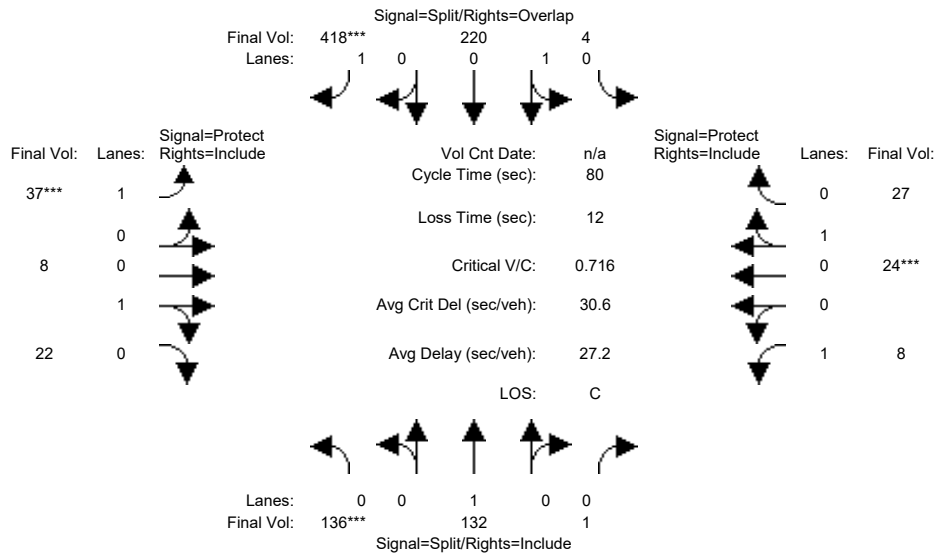 Signal=Split/Rights=Overlap
Final Vol: 418*** 220 4
Lanes: 1 0 0 1 0
Signal=Protect Signal=Protect
Final Vol: Lanes: Rights=Include Vol Cnt Date: n/a Rights=Include Lanes: Final Vol:
Cycle Time (sec): 80
37*** 1 0 27
Loss Time (sec): 12
0 1
8 0 Critical V/C: 0.716 0 24***
1 Avg Crit Del (sec/veh): 30.6 0
22 0 Avg Delay (sec/veh): 27.2 1 8
LOS: C
Lanes: 0 0 1 0 0
Final Vol: 136*** 132 1
Signal=Split/Rights=Include